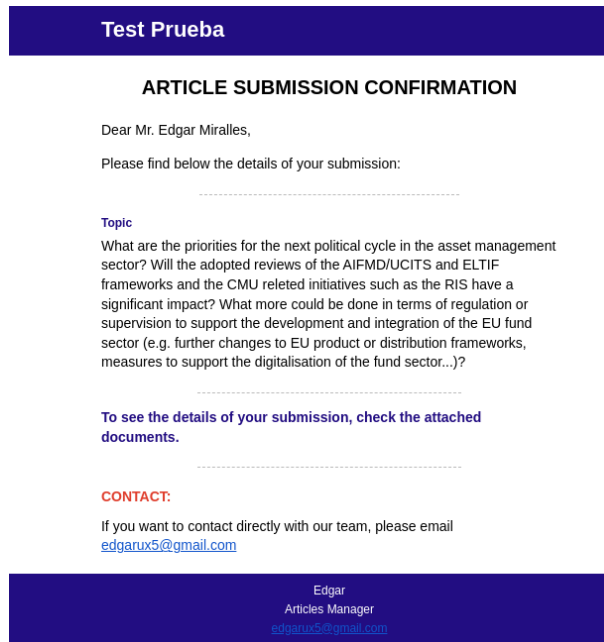 Test Prueba
ARTICLE SUBMISSION CONFIRMATION
Dear Mr. Edgar Miralles,
Please find below the details of your submission:
Topic
What are the priorities for the next political cycle in the asset management
sector? Will the adopted reviews of the AIFMD/UCITS and ELTIF
frameworks and the CMU releted initiatives such as the RIS have a
significant impact? What more could be done in terms of regulation or
supervision to support the development and integration of the EU fund
sector (e.g. further changes to EU product or distribution frameworks,
measures to support the digitalisation of the fund sector...)?
To see the details of your submission, check the attached
documents.
CONTACT:
If you want to contact directly with our team, please email
edgarux5@gmail.com
Edgar
Articles Manager
edgarux5@gmail.com